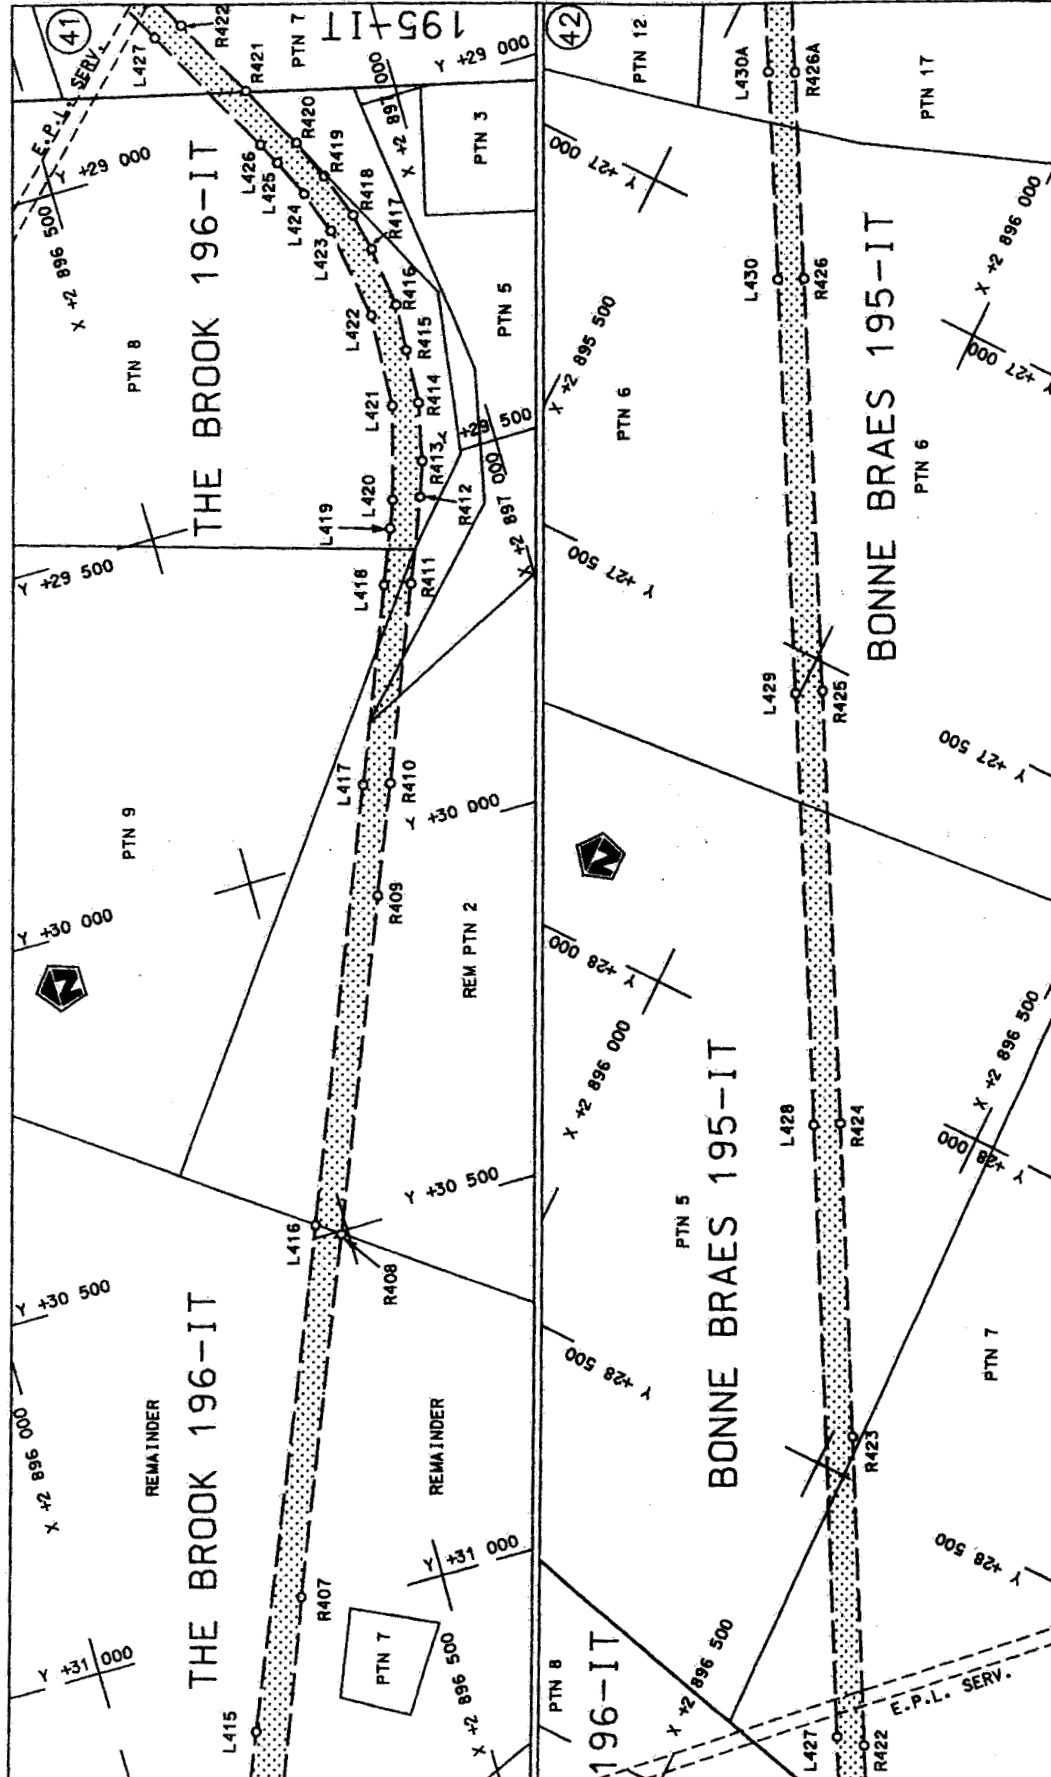 41
E.P.L. SERV.
L427
R422
R421
PTN 7
195-IT
Y +29 000
X +2 897 000
PTN 3
R420
R419
R418
R417
R416
R415
R414
R413
R412
R411
L426
L425
L424
L423
L422
L421
L420
L419
L418
Y +29 000
X +2 896 500
THE BROOK 196-IT
PTN 8
PTN 5
Y +29 500
X +2 897 000
Y +29 500
L417
R410
Y +30 000
R409
PTN 9
Y +30 000
N
REM PTN 2
L416
R408
Y +30 500
Y +30 500
X +2 896 000
REMAINDER
THE BROOK 196-IT
REMAINDER
R407
Y +31 000
Y +31 000
PTN 7
X +2 896 500
L415
42
PTN 12
L430A
R426A
PTN 17
Y +27 000
L430
R426
X +2 896 000
Y +27 000
X +2 895 500
PTN 6
BONNE BRAES 195-IT
PTN 6
Y +27 500
L429
R425
Y +27 500
N
Y +28 000
X +2 896 000
L428
R424
X +2 896 500
Y +28 000
PTN 5
BONNE BRAES 195-IT
Y +28 500
PTN 7
R423
Y +28 500
PTN 8
196-IT
X +2 896 500
L427
R422
E.P.L. SERV.